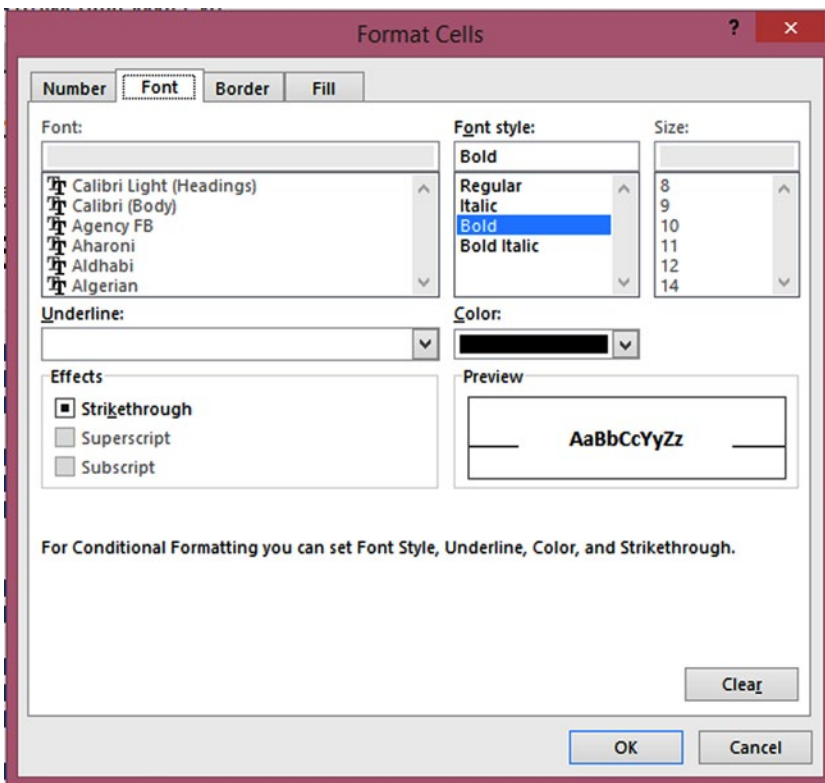 Format Cells
?
Number Font Border Fill
Font: Font style: Size:
Bold
Calibri Light (Headings)
Calibri (Body)
Agency FB
Aharoni
Aldhabi
Algerian
Regular
Italic
Bold
Bold Italic
8
9
10
11
12
14
Underline: Color:
Effects
Strikethrough
Superscript
Subscript
Preview
AaBbCcYyZz
For Conditional Formatting you can set Font Style, Underline, Color, and Strikethrough.
Clear
OK Cancel